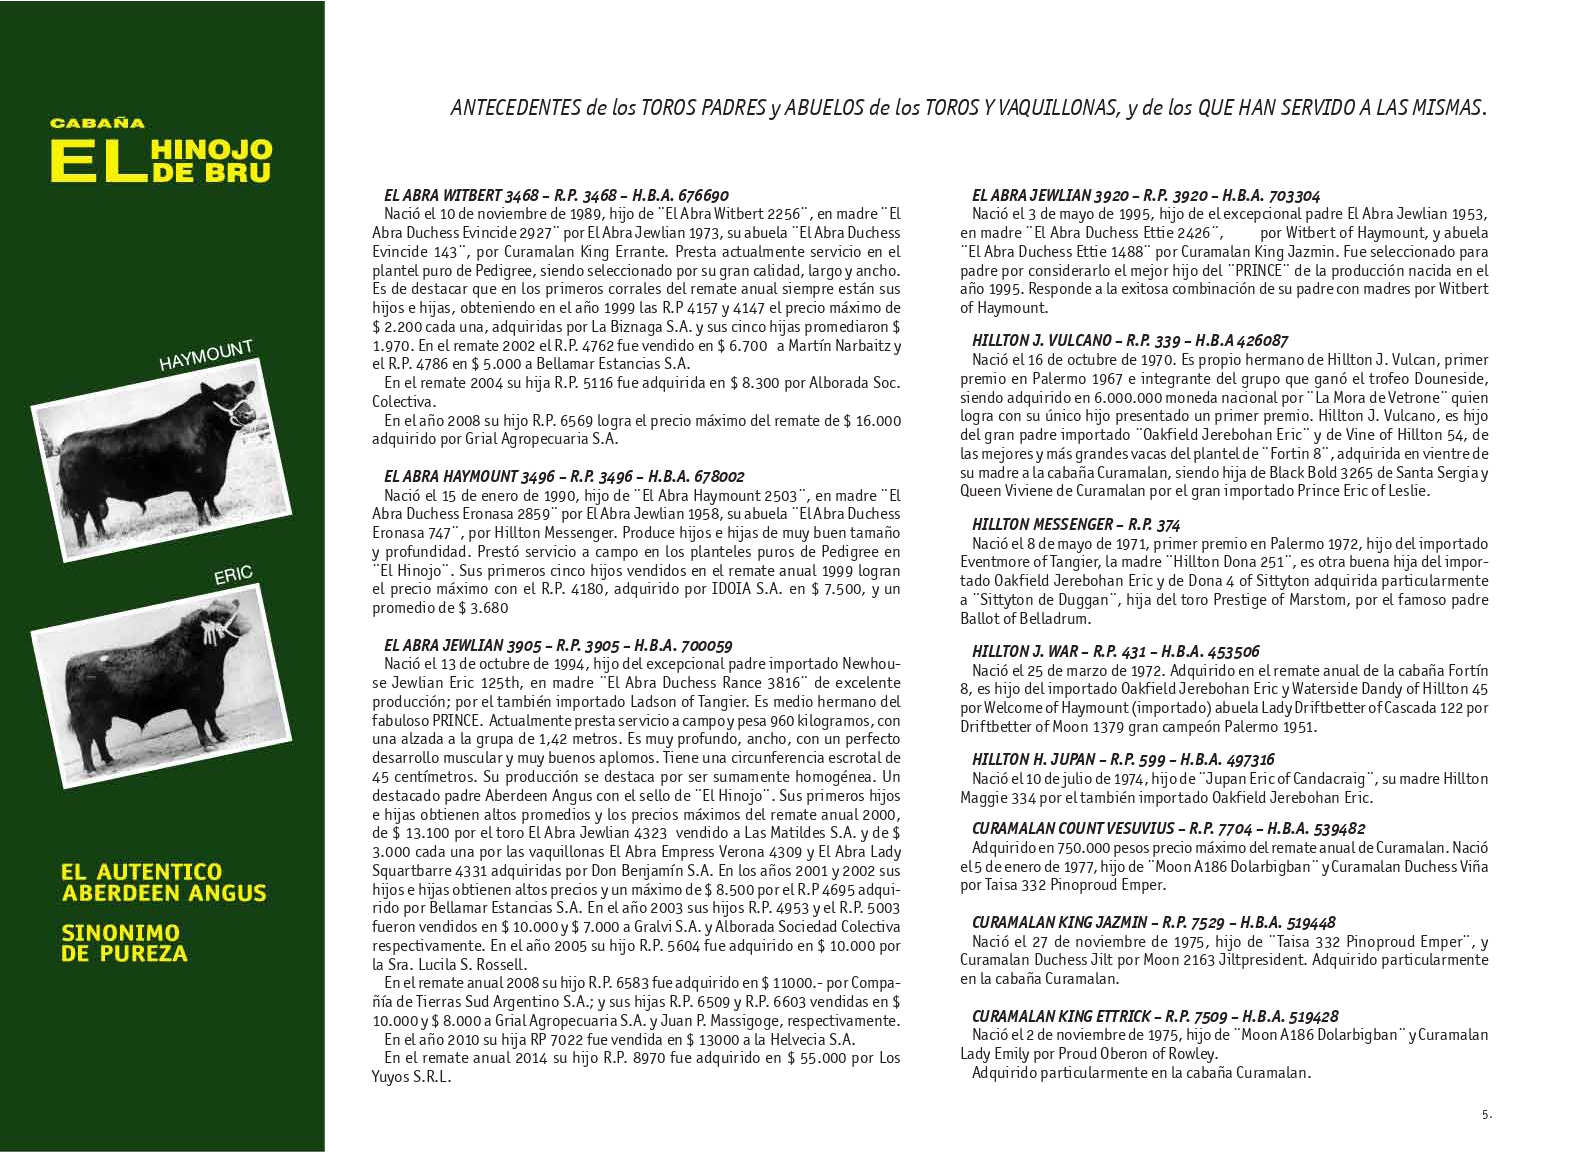 CABAÑA
EL HINOJO
DE BRU
HAYMOUNT
ERIC
EL AUTENTICO
ABERDEEN ANGUS
SINONIMO
DE PUREZA
ANTECEDENTES de los TOROS PADRES y ABUELOS de los TOROS Y VAQUILLONAS, y de los QUE HAN SERVIDO A LAS MISMAS.
EL ABRA WITBERT 3468 – R.P. 3468 – H.B.A. 676690
Nació el 10 de noviembre de 1989, hijo de ¨El Abra Witbert 2256¨, en madre ¨El
Abra Duchess Evincide 2927¨ por El Abra Jewlian 1973, su abuela ¨El Abra Duchess
Evincide 143¨, por Curamalan King Errante. Presta actualmente servicio en el
plantel puro de Pedigree, siendo seleccionado por su gran calidad, largo y ancho.
Es de destacar que en los primeros corrales del remate anual siempre están sus
hijos e hijas, obteniendo en el año 1999 las R.P 4157 y 4147 el precio máximo de
$ 2.200 cada una, adquiridas por La Biznaga S.A. y sus cinco hijas promediaron $
1.970. En el remate 2002 el R.P. 4762 fue vendido en $ 6.700 a Martín Narbaitz y
el R.P. 4786 en $ 5.000 a Bellamar Estancias S.A.
En el remate 2004 su hija R.P. 5116 fue adquirida en $ 8.300 por Alborada Soc.
Colectiva.
En el año 2008 su hijo R.P. 6569 logra el precio máximo del remate de $ 16.000
adquirido por Grial Agropecuaria S.A.
EL ABRA HAYMOUNT 3496 – R.P. 3496 – H.B.A. 678002
Nació el 15 de enero de 1990, hijo de ¨El Abra Haymount 2503¨, en madre ¨El
Abra Duchess Eronasa 2859¨ por El Abra Jewlian 1958, su abuela ¨El Abra Duchess
Eronasa 747¨, por Hillton Messenger. Produce hijos e hijas de muy buen tamaño
y profundidad. Prestó servicio a campo en los planteles puros de Pedigree en
¨El Hinojo¨. Sus primeros cinco hijos vendidos en el remate anual 1999 logran
el precio máximo con el R.P. 4180, adquirido por IDOIA S.A. en $ 7.500, y un
promedio de $ 3.680
EL ABRA JEWLIAN 3905 – R.P. 3905 – H.B.A. 700059
Nació el 13 de octubre de 1994, hijo del excepcional padre importado Newhou-
se Jewlian Eric 125th, en madre ¨El Abra Duchess Rance 3816¨ de excelente
producción; por el también importado Ladson of Tangier. Es medio hermano del
fabuloso PRINCE. Actualmente presta servicio a campo y pesa 960 kilogramos, con
una alzada a la grupa de 1,42 metros. Es muy profundo, ancho, con un perfecto
desarrollo muscular y muy buenos aplomos. Tiene una circunferencia escrotal de
45 centímetros. Su producción se destaca por ser sumamente homogénea. Un
destacado padre Aberdeen Angus con el sello de ¨El Hinojo¨. Sus primeros hijos
e hijas obtienen altos promedios y los precios máximos del remate anual 2000,
de $ 13.100 por el toro El Abra Jewlian 4323 vendido a Las Matildes S.A. y de $
3.000 cada una por las vaquillonas El Abra Empress Verona 4309 y El Abra Lady
Squartbarre 4331 adquiridas por Don Benjamín S.A. En los años 2001 y 2002 sus
hijos e hijas obtienen altos precios y un máximo de $ 8.500 por el R.P 4695 adqui-
rido por Bellamar Estancias S.A. En el año 2003 sus hijos R.P. 4953 y el R.P. 5003
fueron vendidos en $ 10.000 y $ 7.000 a Gralvi S.A. y Alborada Sociedad Colectiva
respectivamente. En el año 2005 su hijo R.P. 5604 fue adquirido en $ 10.000 por
la Sra. Lucila S. Rossell.
En el remate anual 2008 su hijo R.P. 6583 fue adquirido en $ 11000.- por Compa-
ñía de Tierras Sud Argentino S.A.; y sus hijas R.P. 6509 y R.P. 6603 vendidas en $
10.000 y $ 8.000 a Grial Agropecuaria S.A. y Juan P. Massigoge, respectivamente.
En el año 2010 su hija RP 7022 fue vendida en $ 13000 a la Helvecia S.A.
En el remate anual 2014 su hijo R.P. 8970 fue adquirido en $ 55.000 por Los
Yuyos S.R.L.
EL ABRA JEWLIAN 3920 – R.P. 3920 – H.B.A. 703304
Nació el 3 de mayo de 1995, hijo de el excepcional padre El Abra Jewlian 1953,
en madre ¨El Abra Duchess Ettie 2426¨, por Witbert of Haymount, y abuela
¨El Abra Duchess Ettie 1488¨ por Curamalan King Jazmin. Fue seleccionado para
padre por considerarlo el mejor hijo del ¨PRINCE¨ de la producción nacida en el
año 1995. Responde a la exitosa combinación de su padre con madres por Witbert
of Haymount.
HILLTON J. VULCANO – R.P. 339 – H.B.A 426087
Nació el 16 de octubre de 1970. Es propio hermano de Hillton J. Vulcan, primer
premio en Palermo 1967 e integrante del grupo que ganó el trofeo Douneside,
siendo adquirido en 6.000.000 moneda nacional por ¨La Mora de Vetrone¨ quien
logra con su único hijo presentado un primer premio. Hillton J. Vulcano, es hijo
del gran padre importado ¨Oakfield Jerebohan Eric¨ y de Vine of Hillton 54, de
las mejores y más grandes vacas del plantel de ¨Fortin 8¨, adquirida en vientre de
su madre a la cabaña Curamalan, siendo hija de Black Bold 3265 de Santa Sergia y
Queen Viviene de Curamalan por el gran importado Prince Eric of Leslie.
HILLTON MESSENGER – R.P. 374
Nació el 8 de mayo de 1971, primer premio en Palermo 1972, hijo del importado
Eventmore of Tangier, la madre ¨Hillton Dona 251¨, es otra buena hija del impor-
tado Oakfield Jerebohan Eric y de Dona 4 of Sittyton adquirida particularmente
a ¨Sittyton de Duggan¨, hija del toro Prestige of Marstom, por el famoso padre
Ballot of Belladrum.
HILLTON J. WAR – R.P. 431 – H.B.A. 453506
Nació el 25 de marzo de 1972. Adquirido en el remate anual de la cabaña Fortín
8, es hijo del importado Oakfield Jerebohan Eric y Waterside Dandy of Hillton 45
por Welcome of Haymount (importado) abuela Lady Driftbetter of Cascada 122 por
Driftbetter of Moon 1379 gran campeón Palermo 1951.
HILLTON H. JUPAN – R.P. 599 – H.B.A. 497316
Nació el 10 de julio de 1974, hijo de ¨Jupan Eric of Candacraig¨, su madre Hillton
Maggie 334 por el también importado Oakfield Jerebohan Eric.
CURAMALAN COUNT VESUVIUS – R.P. 7704 – H.B.A. 539482
Adquirido en 750.000 pesos precio máximo del remate anual de Curamalan. Nació
el 5 de enero de 1977, hijo de ¨Moon A186 Dolarbigban¨ y Curamalan Duchess Viña
por Taisa 332 Pinoproud Emper.
CURAMALAN KING JAZMIN – R.P. 7529 – H.B.A. 519448
Nació el 27 de noviembre de 1975, hijo de ¨Taisa 332 Pinoproud Emper¨, y
Curamalan Duchess Jilt por Moon 2163 Jiltpresident. Adquirido particularmente
en la cabaña Curamalan.
CURAMALAN KING ETTRICK – R.P. 7509 – H.B.A. 519428
Nació el 2 de noviembre de 1975, hijo de ¨Moon A186 Dolarbigban¨ y Curamalan
Lady Emily por Proud Oberon of Rowley.
Adquirido particularmente en la cabaña Curamalan.
5.